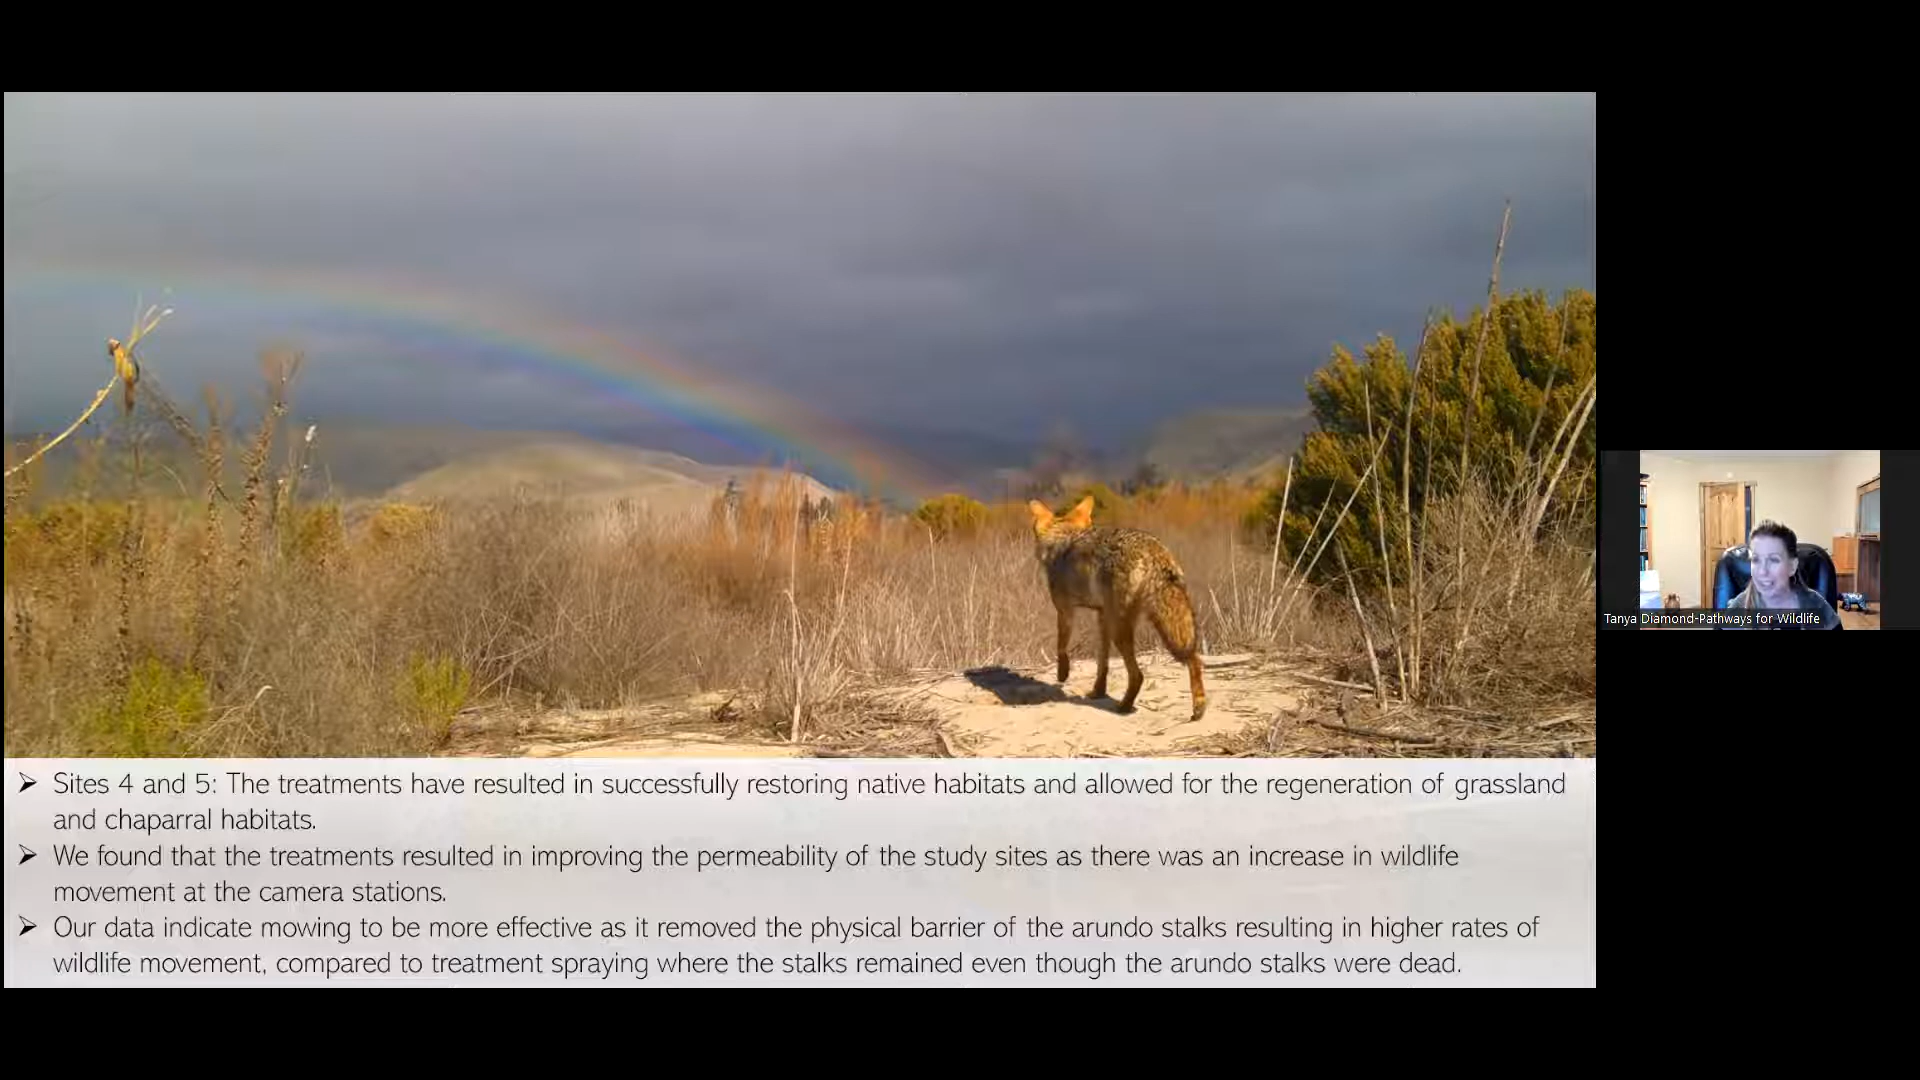 ➢ Sites 4 and 5: The treatments have resulted in successfully restoring native habitats and allowed for the regeneration of grassland
and chaparral habitats.
➢ We found that the treatments resulted in improving the permeability of the study sites as there was an increase in wildlife
movement at the camera stations.
➢ Our data indicate mowing to be more effective as it removed the physical barrier of the arundo stalks resulting in higher rates of
wildlife movement, compared to treatment spraying where the stalks remained even though the arundo stalks were dead.
Tanya Diamond-Pathways for Wildlife